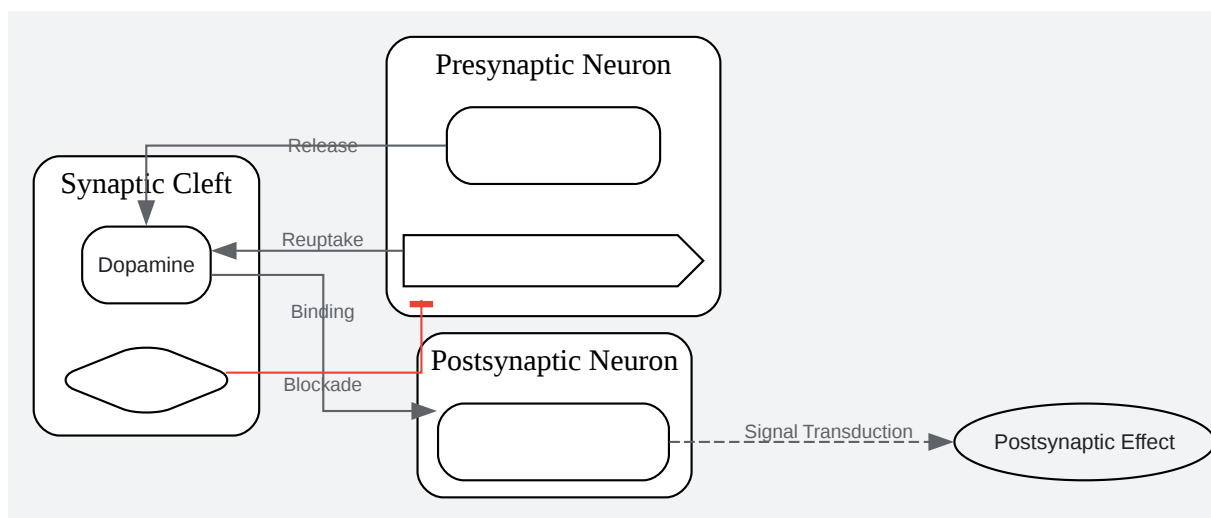 Presynaptic Neuron
Release
Synaptic Cleft
Reuptake
Dopamine
Binding
Postsynaptic Neuron
Blockade
Signal Transduction
Postsynaptic Effect